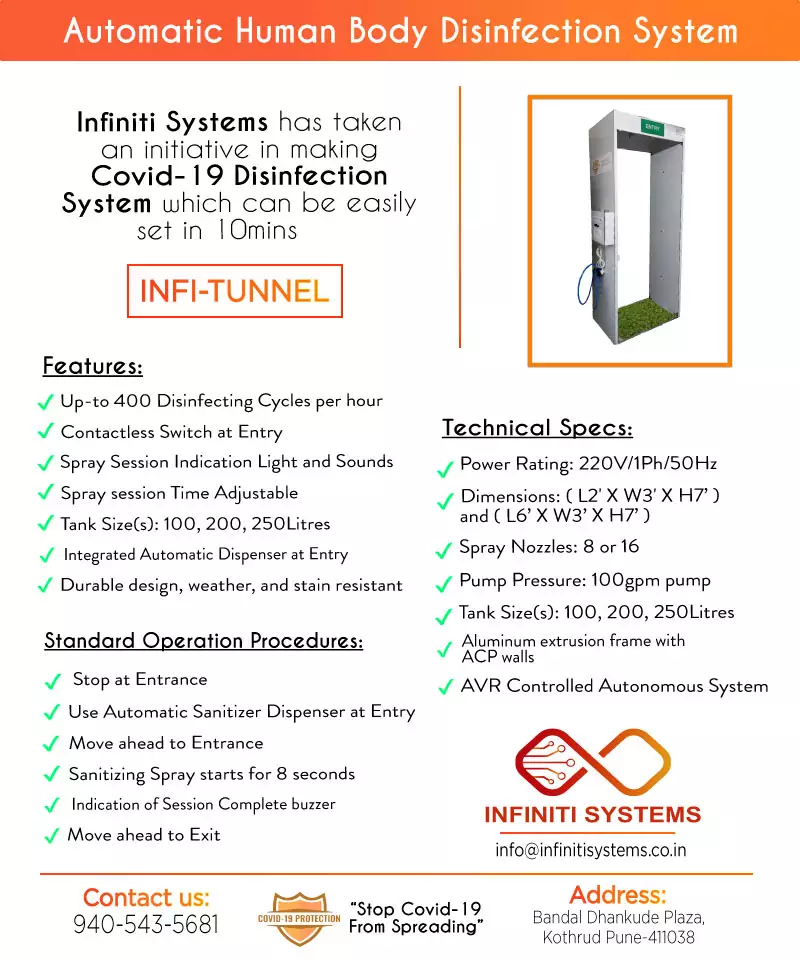 Automatic Human Body Disinfection System
Infiniti Systems has taken
an initiative in making
Covid-19 Disinfection
System which can be easily
set in 10mins
INFI-TUNNEL
ENTRY
Features:
Up-to 400 Disinfecting Cycles per hour
Contactless Switch at Entry
Spray Session Indication Light and Sounds
Spray session Time Adjustable
Tank Size(s): 100, 200, 250Litres
Integrated Automatic Dispenser at Entry
Durable design, weather, and stain resistant
Standard Operation Procedures:
Stop at Entrance
Use Automatic Sanitizer Dispenser at Entry
Move ahead to Entrance
Sanitizing Spray starts for 8 seconds
Indication of Session Complete buzzer
Move ahead to Exit
Technical Specs:
Power Rating: 220V/1Ph/50Hz
Dimensions: ( L2' X W3' X H7’ )
and ( L6’ X W3’ X H7’ )
Spray Nozzles: 8 or 16
Pump Pressure: 100gpm pump
Tank Size(s): 100, 200, 250Litres
Aluminum extrusion frame with
ACP walls
AVR Controlled Autonomous System
INFINITI SYSTEMS
info@infinitisystems.co.in
Contact us:
940-543-5681
COVID-19 PROTECTION
“Stop Covid-19
From Spreading”
Address:
Bandal Dhankude Plaza,
Kothrud Pune-411038